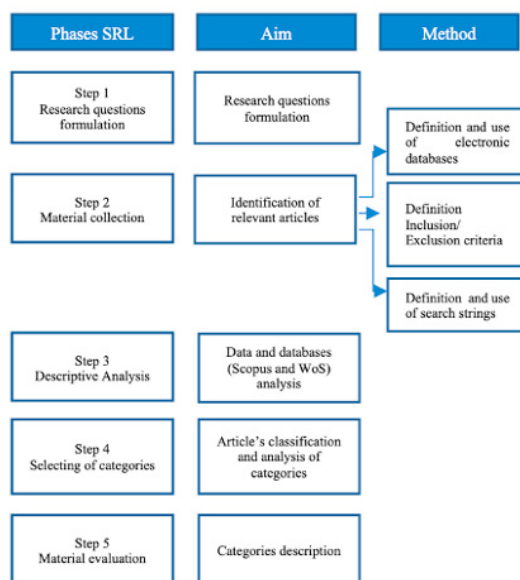 Phases SRL
Aim
Method
Step 1
Research questions
formulation
Research questions
formulation
Step 2
Material collection
Identification of
relevant articles
Definition and use
of electronic
databases
Definition
Inclusion/
Exclusion criteria
Definition and use
of search strings
Step 3
Descriptive Analysis
Data and databases
(Scopus and WoS)
analysis
Step 4
Selecting of categories
Article's classification
and analysis of
categories
Step 5
Material evaluation
Categories description